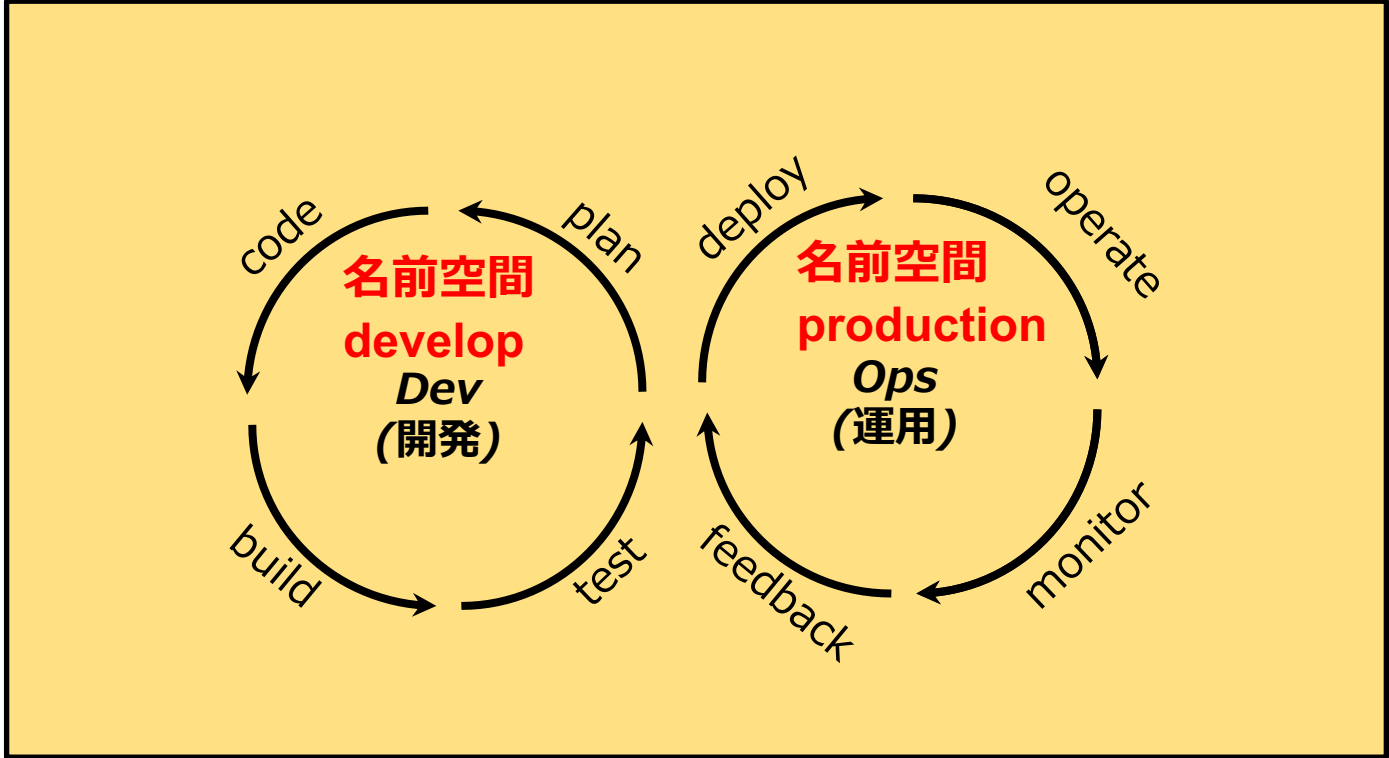 code
plan
名前空間
develop
Dev
(開発)
build
test
deploy
operate
名前空間
production
Ops
(運用)
feedback
monitor